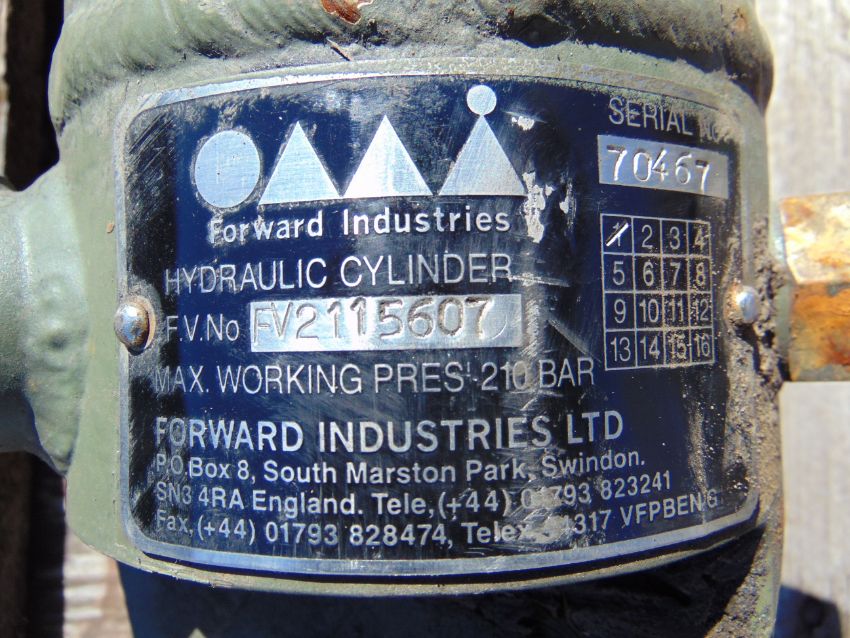 SERIAL NO
70467
Forward Industries
HYDRAULIC CYLINDER
F.V.No FV2115607
1 2 3 4
5 6 7 8
9 10 11 12
13 14 15 16
MAX. WORKING PRES' 210 BAR
FORWARD INDUSTRIES LTD
P.O.Box 8, South Marston Park, Swindon.
SN3 4RA England. Tele,(+44) 01793 823241
Fax,(+44) 01793 828474, Telex VFPBEN G